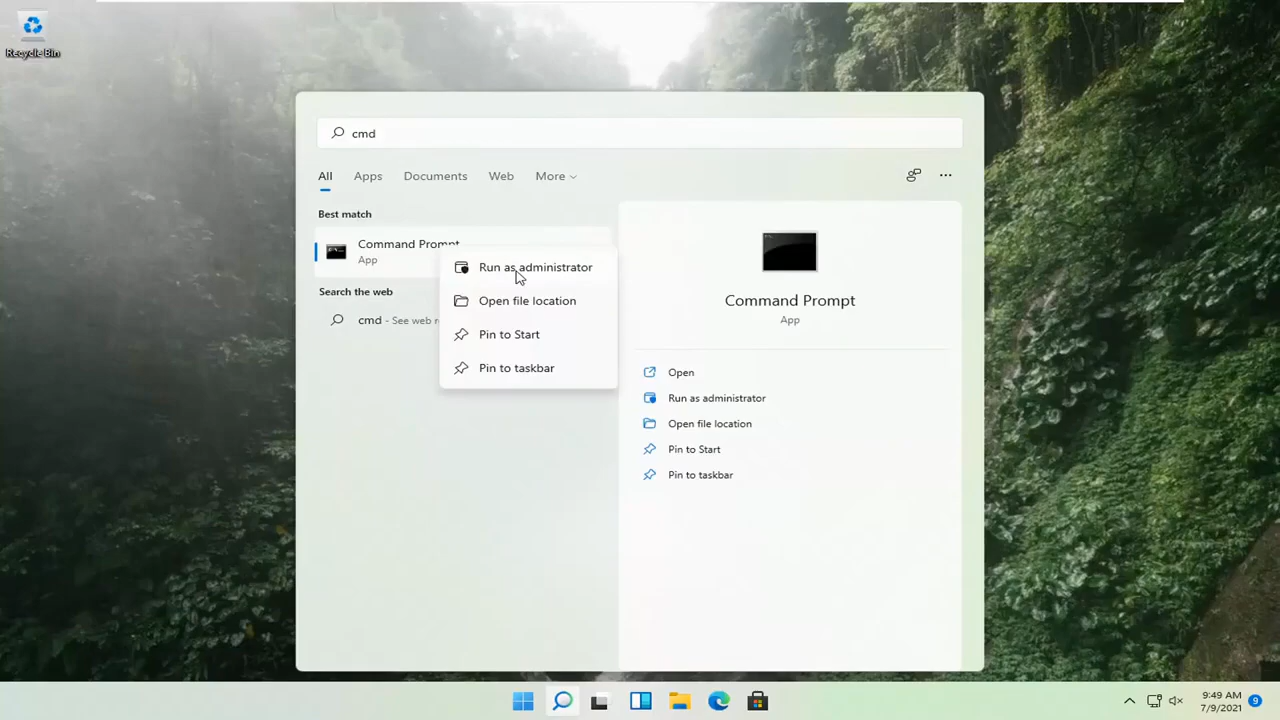 Recycle Bin
cmd
All Apps Documents Web More
Best match
Command Prompt
App
Search the web
cmd - See web r
Run as administrator
Open file location
Pin to Start
Pin to taskbar
Command Prompt
App
Open
Run as administrator
Open file location
Pin to Start
Pin to taskbar
9:49 AM
7/9/2021
9